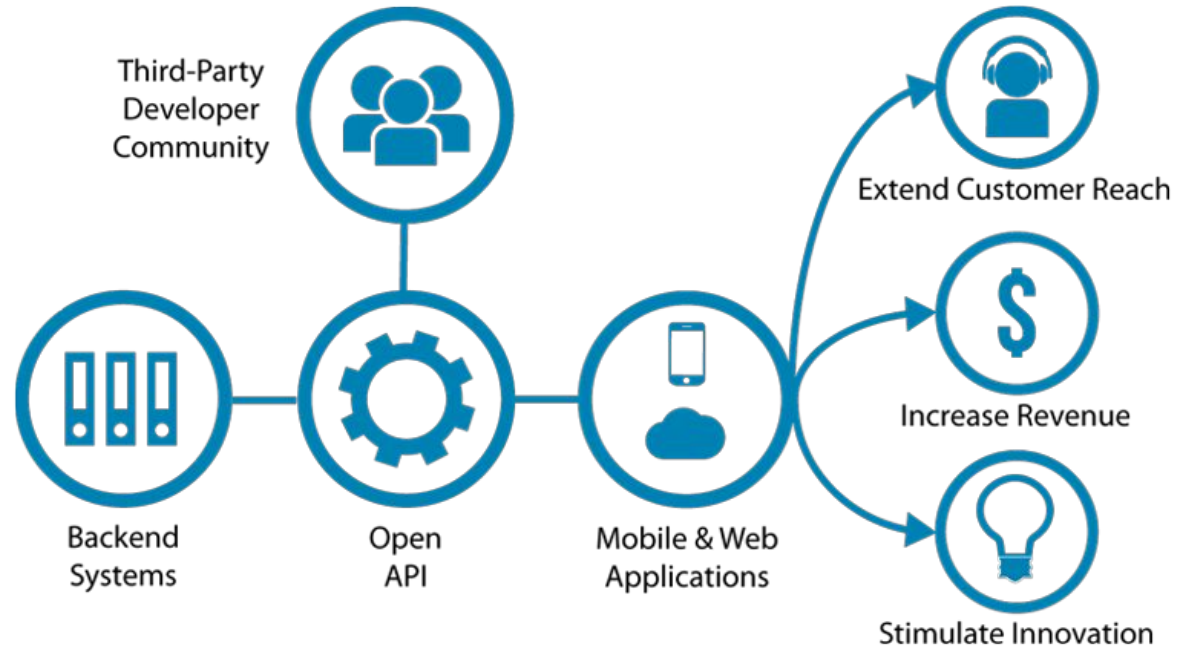 Third-Party
Developer
Community
Extend Customer Reach
$
Increase Revenue
Backend
Systems
Open
API
Mobile & Web
Applications
Stimulate Innovation